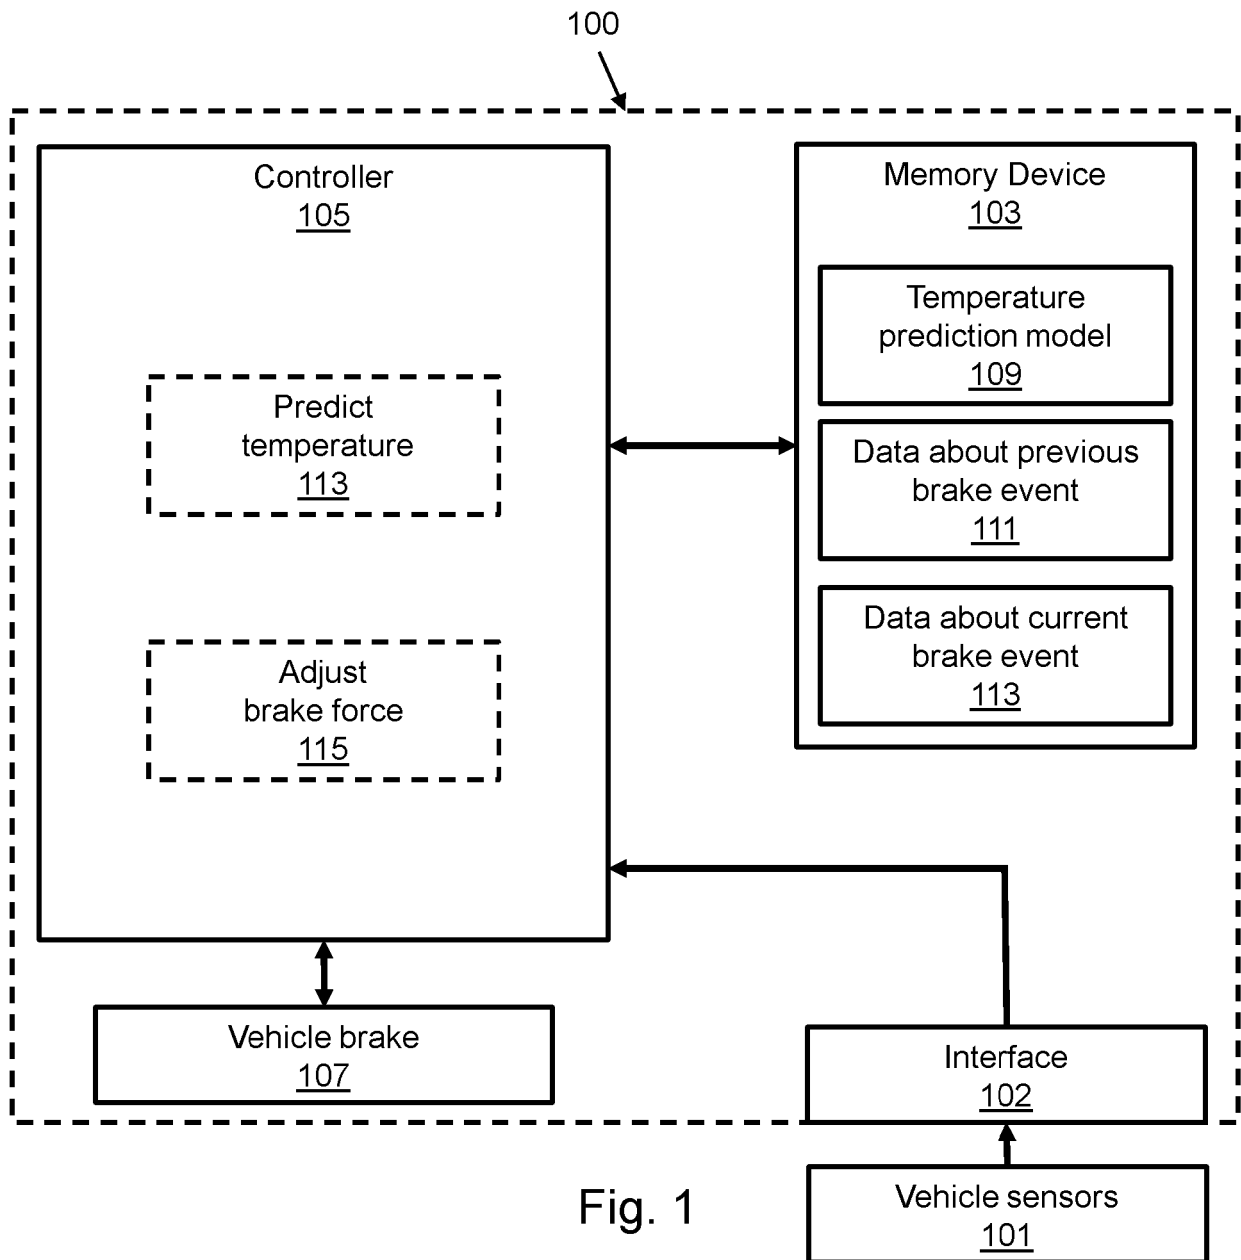 100
Controller
105
Predict
temperature
113
Adjust
brake force
115
Memory Device
103
Temperature
prediction model
109
Data about previous
brake event
111
Data about current
brake event
113
Vehicle brake
107
Interface
102
Vehicle sensors
101
Fig. 1